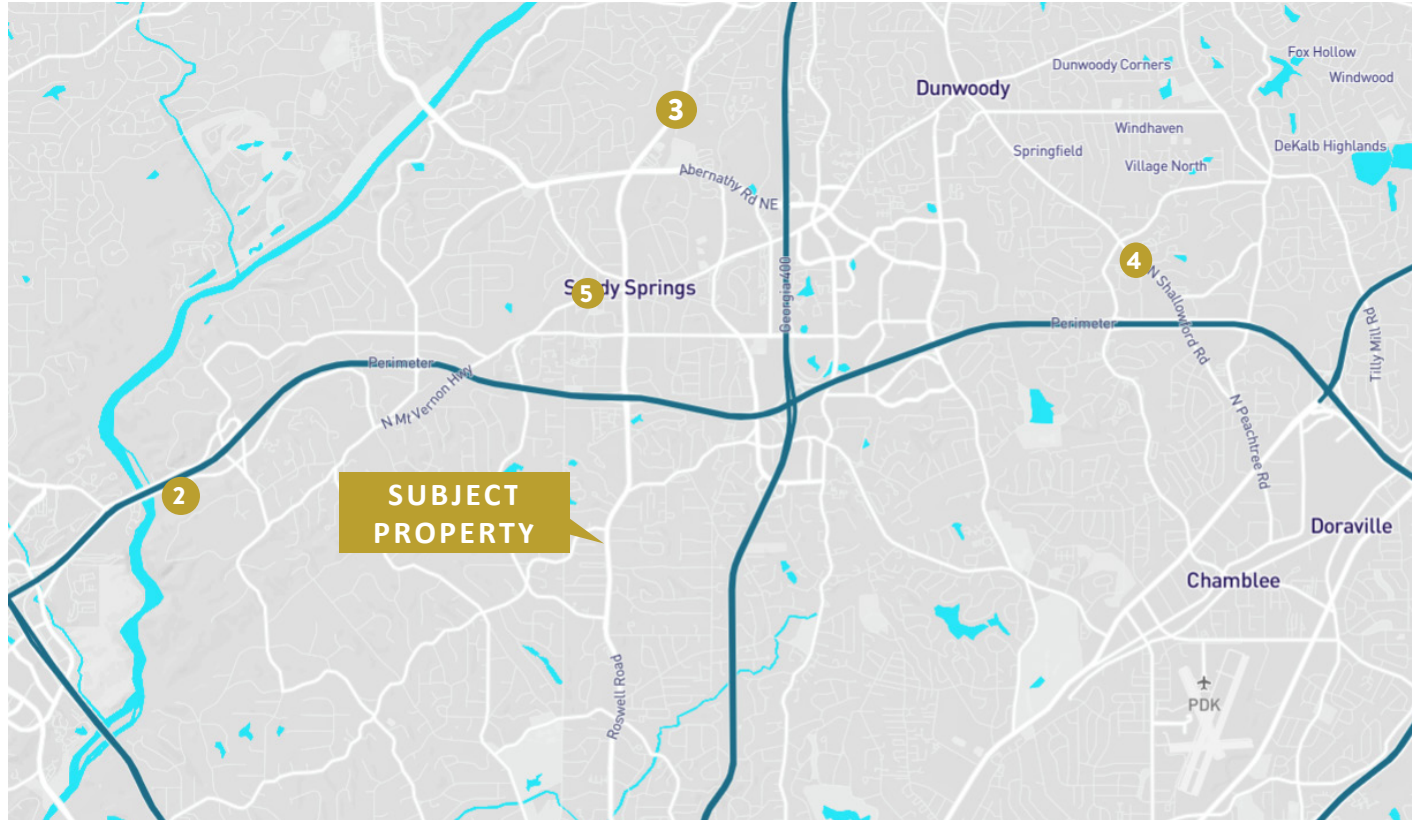 Fox Hollow
Dunwoody Corners
Windwood
Dunwoody
3
Windhaven
Springfield
DeKalb Highlands
Village North
Abernathy Rd NE
4
N Shallowford Rd
Georgia 400
S
5
dy Springs
Perimeter
Tilly Mill Rd
Perimeter
N Mt Vernon Hwy
N Peachtree Rd
2
SUBJECT
PROPERTY
Doraville
Chamblee
Roswell Road
PDK